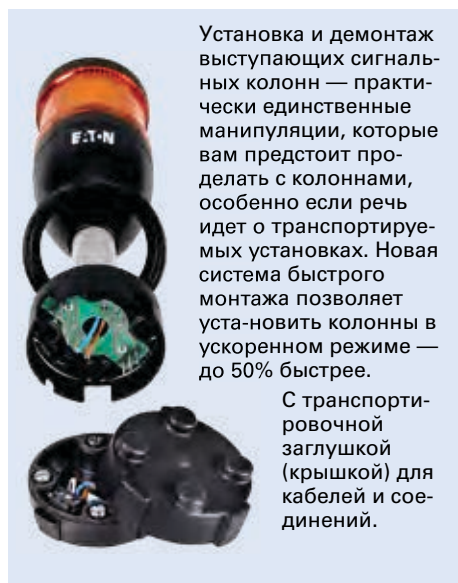 Установка и демонтаж
выступающих сигналь-
ных колонн — практи-
чески единственные
манипуляции, которые
вам предстоит про-
делать с колоннами,
особенно если речь
идет о транспортируе-
мых установках. Новая
система быстрого
монтажа позволяет
уста-новить колонны в
ускоренном режиме —
до 50% быстрее.
С транспорти-
ровочной
заглушкой
(крышкой) для
кабелей и сое-
динений.
EATON